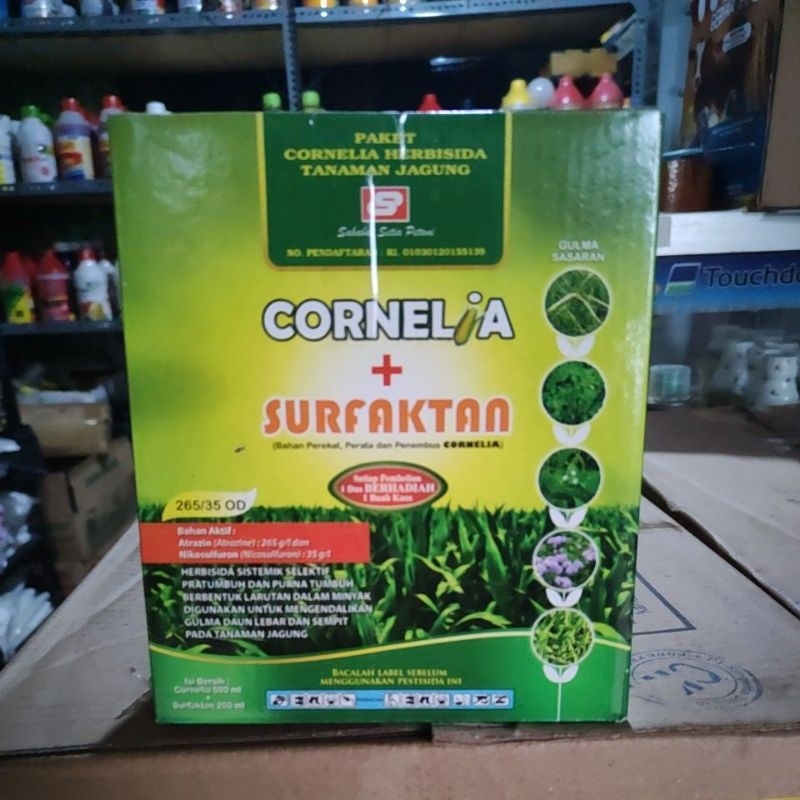 PAKET
CORNELIA HERBISIDA
TANAMAN JAGUNG
SP
Sahabat Setia Petani
NO. PENDAFTARAN : RI. 01030120155139
GULMA
SASARAN
CORNELiA
+
SURFAKTAN
(Bahan Perekat, Perata dan Penembus CORNELIA)
Setiap Pembelian
1 Dus BERHADIAH
1 Buah Kaos
265/35 OD
Bahan Aktif :
Atrazin (Atrazine) : 265 g/l dan
Nikosulfuron (Nicosulfuron) : 35 g/l
HERBISIDA SISTEMIK SELEKTIF
PRATUMBUH DAN PURNA TUMBUH
BERBENTUK LARUTAN DALAM MINYAK
DIGUNAKAN UNTUK MENGENDALIKAN
GULMA DAUN LEBAR DAN SEMPIT
PADA TANAMAN JAGUNG
Isi Bersih :
Cornelia 500 ml
+
Surfaktan 250 ml
BACALAH LABEL SEBELUM
MENGGUNAKAN PESTISIDA INI
Touchdo